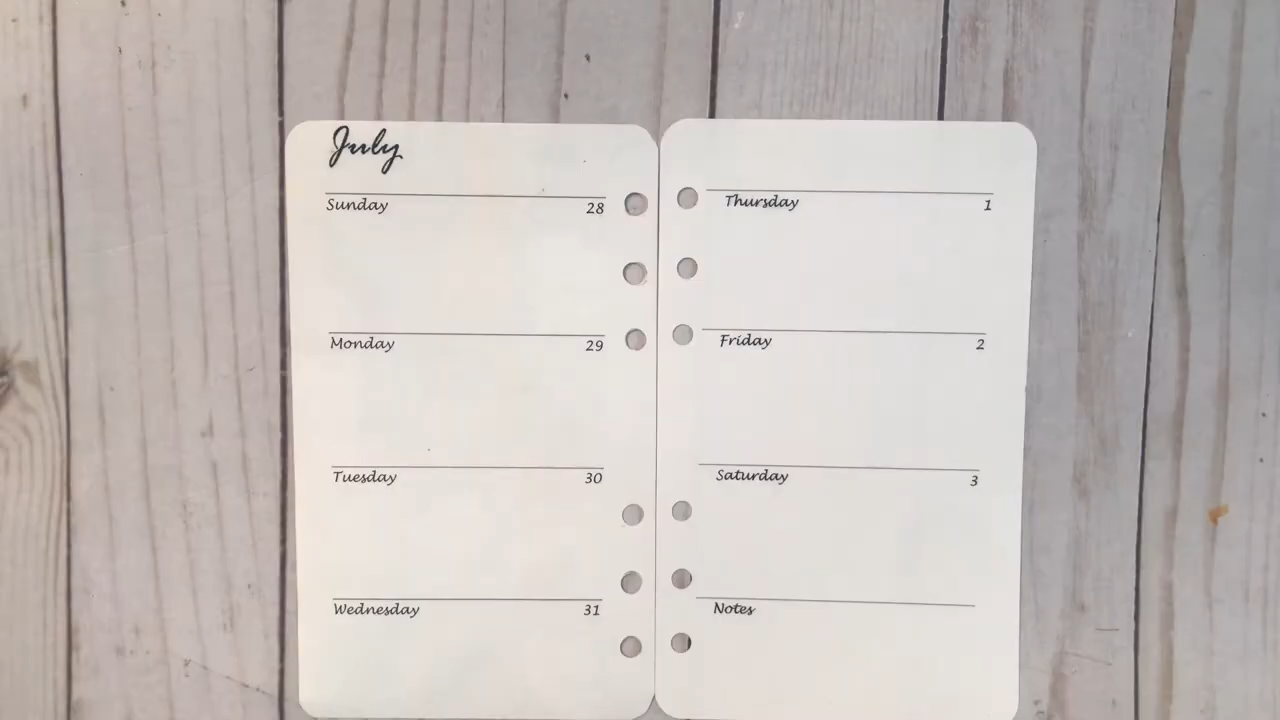 July
Sunday 28
Monday 29
Tuesday 30
Wednesday 31
Thursday 1
Friday 2
Saturday 3
Notes